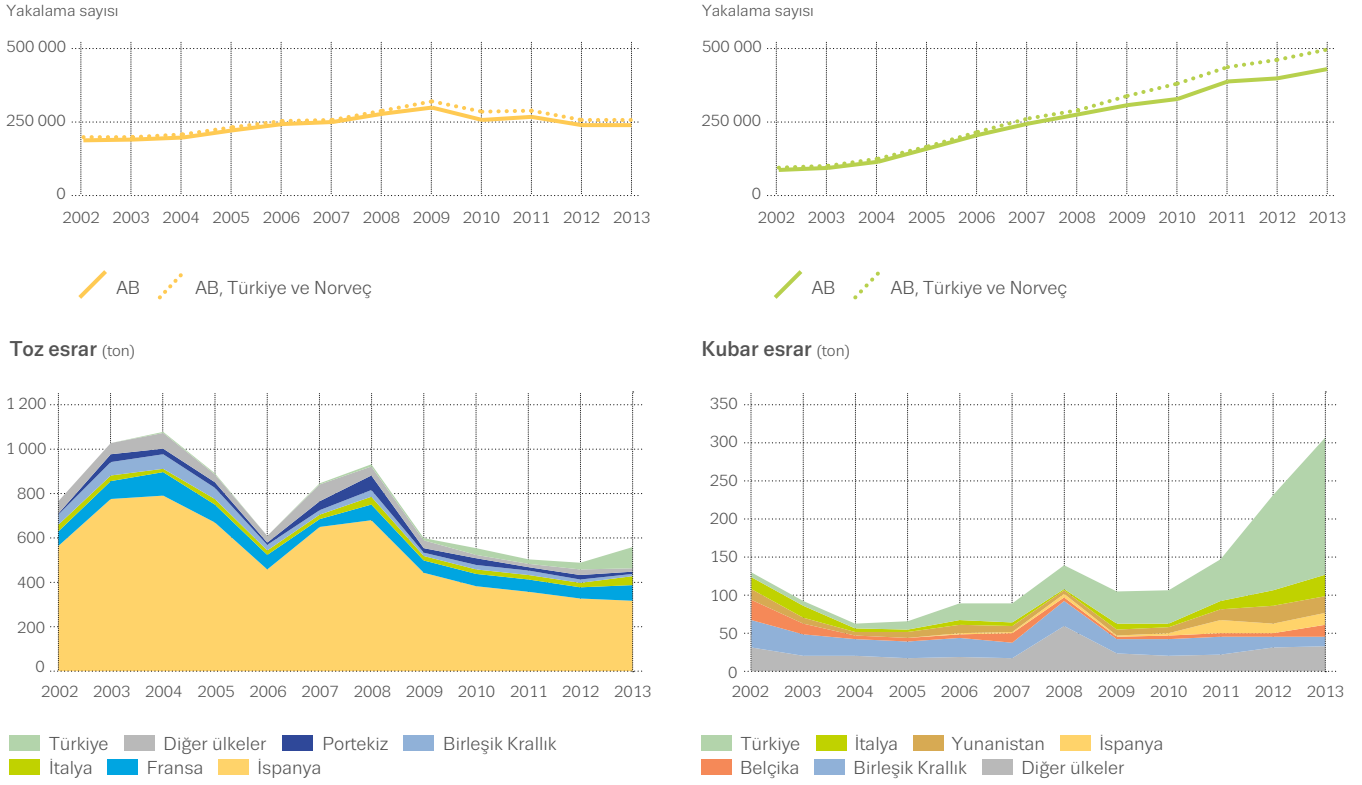 Yakalama sayısı
500 000
250 000
0
2002 2003 2004 2005 2006 2007 2008 2009 2010 2011 2012 2013
AB AB, Türkiye ve Norveç
Yakalama sayısı
500 000
250 000
0
2002 2003 2004 2005 2006 2007 2008 2009 2010 2011 2012 2013
AB AB, Türkiye ve Norveç
Toz esrar (ton)
1 200
1 000
800
600
400
200
0
2002 2003 2004 2005 2006 2007 2008 2009 2010 2011 2012 2013
Türkiye Diğer ülkeler Portekiz Birleşik Krallık
İtalya Fransa İspanya
Kubar esrar (ton)
350
300
250
200
150
100
50
0
2002 2003 2004 2005 2006 2007 2008 2009 2010 2011 2012 2013
Türkiye İtalya Yunanistan İspanya
Belçika Birleşik Krallık Diğer ülkeler